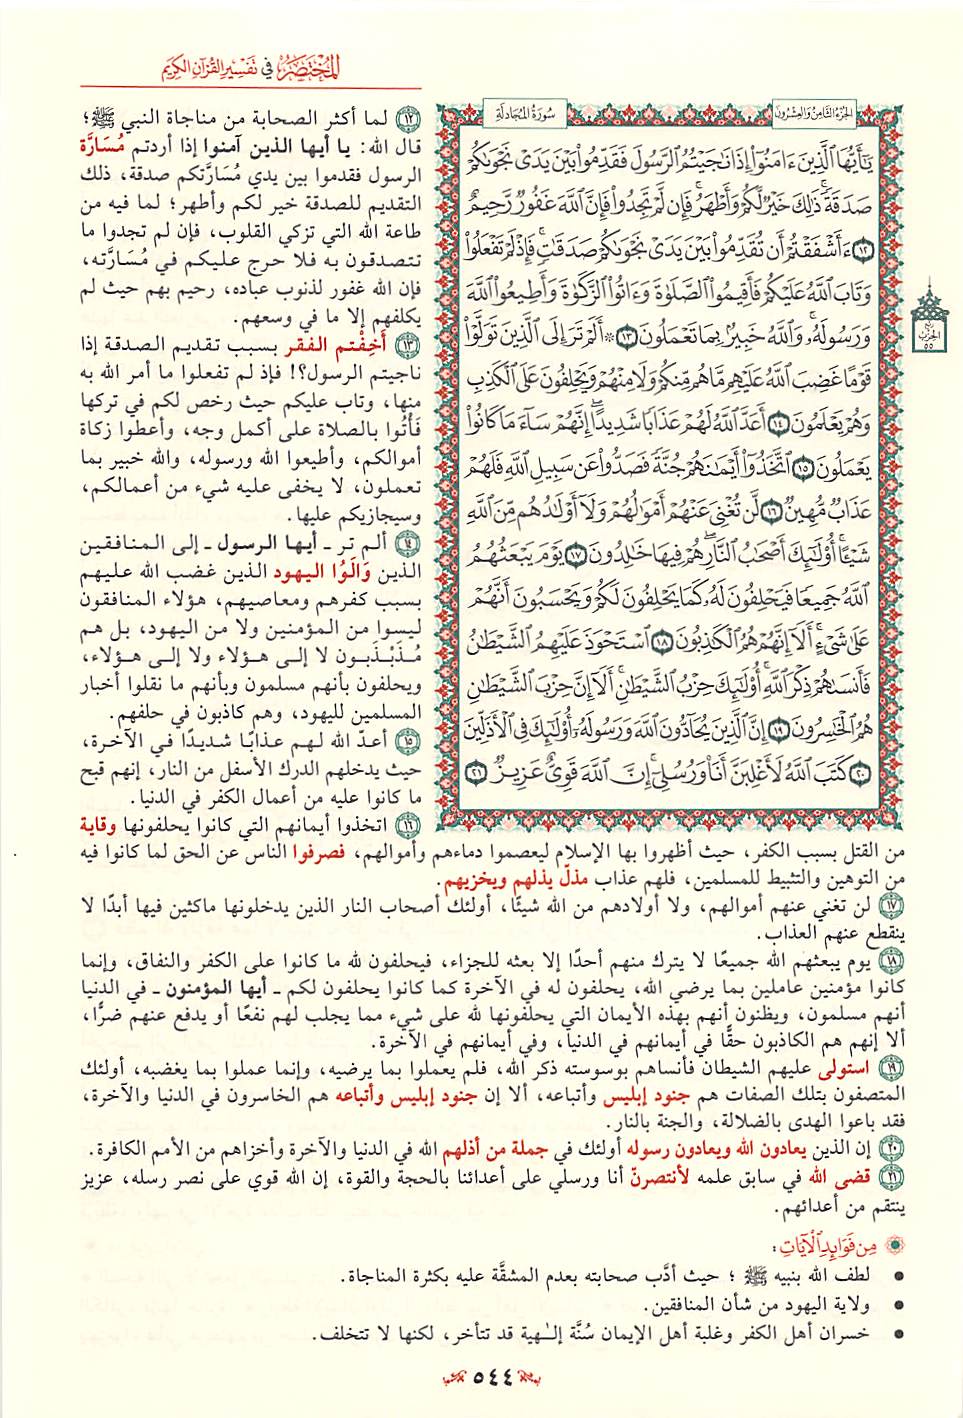 المختصر في تفسير القرآن الكريم
الجزء الثامن والعشرون
سورة المجادلة
يَٰٓأَيُّهَا ٱلَّذِينَ ءَامَنُوٓاْ إِذَا نَٰجَيۡتُمُ ٱلرَّسُولَ فَقَدِّمُواْ بَيۡنَ يَدَيۡ نَجۡوَىٰكُمۡ
صَدَقَةٗۚ ذَٰلِكَ خَيۡرٞ لَّكُمۡ وَأَطۡهَرُۚ فَإِن لَّمۡ تَجِدُواْ فَإِنَّ ٱللَّهَ غَفُورٞ رَّحِيمٌ
١٢ ءَأَشۡفَقۡتُمۡ أَن تُقَدِّمُواْ بَيۡنَ يَدَيۡ نَجۡوَىٰكُمۡ صَدَقَٰتٖۚ فَإِذۡ لَمۡ تَفۡعَلُواْ
وَتَابَ ٱللَّهُ عَلَيۡكُمۡ فَأَقِيمُواْ ٱلصَّلَوٰةَ وَءَاتُواْ ٱلزَّكَوٰةَ وَأَطِيعُواْ ٱللَّهَ
وَرَسُولَهُۥۚ وَٱللَّهُ خَبِيرُۢ بِمَا تَعۡمَلُونَ ١٣ ۞أَلَمۡ تَرَ إِلَى ٱلَّذِينَ تَوَلَّوۡاْ
قَوۡمًا غَضِبَ ٱللَّهُ عَلَيۡهِم مَّا هُم مِّنكُمۡ وَلَا مِنۡهُمۡ وَيَحۡلِفُونَ عَلَى ٱلۡكَذِبِ
وَهُمۡ يَعۡلَمُونَ ١٤ أَعَدَّ ٱللَّهُ لَهُمۡ عَذَابٗا شَدِيدًاۖ إِنَّهُمۡ سَآءَ مَا كَانُواْ
يَعۡمَلُونَ ١٥ ٱتَّخَذُوٓاْ أَيۡمَٰنَهُمۡ جُنَّةٗ فَصَدُّواْ عَن سَبِيلِ ٱللَّهِ فَلَهُمۡ
عَذَابٞ مُّهِينٞ ١٦ لَّن تُغۡنِيَ عَنۡهُمۡ أَمۡوَٰلُهُمۡ وَلَآ أَوۡلَٰدُهُم مِّنَ ٱللَّهِ
شَيۡـًٔاۚ أُوْلَٰٓئِكَ أَصۡحَٰبُ ٱلنَّارِۖ هُمۡ فِيهَا خَٰلِدُونَ ١٧ يَوۡمَ يَبۡعَثُهُمُ
ٱللَّهُ جَمِيعٗا فَيَحۡلِفُونَ لَهُۥ كَمَا يَحۡلِفُونَ لَكُمۡ وَيَحۡسَبُونَ أَنَّهُمۡ
عَلَىٰ شَيۡءٍۚ أَلَآ إِنَّهُمۡ هُمُ ٱلۡكَٰذِبُونَ ١٨ ٱسۡتَحۡوَذَ عَلَيۡهِمُ ٱلشَّيۡطَٰنُ
فَأَنسَىٰهُمۡ ذِكۡرَ ٱللَّهِۚ أُوْلَٰٓئِكَ حِزۡبُ ٱلشَّيۡطَٰنِۚ أَلَآ إِنَّ حِزۡبَ ٱلشَّيۡطَٰنِ
هُمُ ٱلۡخَٰسِرُونَ ١٩ إِنَّ ٱلَّذِينَ يُحَآدُّونَ ٱللَّهَ وَرَسُولَهُۥٓ أُوْلَٰٓئِكَ فِي ٱلۡأَذَلِّينَ
٢٠ كَتَبَ ٱللَّهُ لَأَغۡلِبَنَّ أَنَا۠ وَرُسُلِيٓۚ إِنَّ ٱللَّهَ قَوِيٌّ عَزِيزٞ ٢١
ربع
الحزب
٥٥
١٢ لما أكثر الصحابة من مناجاة النبي ﷺ؛
قال الله: يا أيها الذين آمنوا إذا أردتم مُسَارَّة
الرسول فقدموا بين يدي مُسَارَّتكم صدقة، ذلك
التقديم للصدقة خير لكم وأطهر؛ لما فيه من
طاعة الله التي تزكي القلوب، فإن لم تجدوا ما
تتصدقون به فلا حرج عليكم في مُسَارَّته،
فإن الله غفور لذنوب عباده، رحيم بهم حيث لم
يكلفهم إلا ما في وسعهم.
١٣ أَخِفْتم الفقر بسبب تقديم الصدقة إذا
ناجيتم الرسول؟! فإذ لم تفعلوا ما أمر الله به
منها، وتاب عليكم حيث رخص لكم في تركها
فَأْتُوا بالصلاة على أكمل وجه، وأعطوا زكاة
أموالكم، وأطيعوا الله ورسوله، والله خبير بما
تعملون، لا يخفى عليه شيء من أعمالكم،
وسيجازيكم عليها.
١٤ ألم تر ـ أيها الرسول ـ إلى المنافقين
الذين وَالَوُا اليهود الذين غضب الله عليهم
بسبب كفرهم ومعاصيهم، هؤلاء المنافقون
ليسوا من المؤمنين ولا من اليهود، بل هم
مُذَبْذَبون لا إلى هؤلاء ولا إلى هؤلاء،
ويحلفون بأنهم مسلمون وبأنهم ما نقلوا أخبار
المسلمين لليهود، وهم كاذبون في حلفهم.
١٥ أعدّ الله لهم عذابًا شديدًا في الآخرة،
حيث يدخلهم الدرك الأسفل من النار، إنهم قبح
ما كانوا عليه من أعمال الكفر في الدنيا.
١٦ اتخذوا أيمانهم التي كانوا يحلفونها وقاية
من القتل بسبب الكفر، حيث أظهروا بها الإسلام ليعصموا دماءهم وأموالهم، فصرفوا الناس عن الحق لما كانوا فيه
من التوهين والتثبيط للمسلمين، فلهم عذاب مذلّ يذلهم ويخزيهم.
١٧ لن تغني عنهم أموالهم، ولا أولادهم من الله شيئًا، أولئك أصحاب النار الذين يدخلونها ماكثين فيها أبدًا لا
ينقطع عنهم العذاب.
١٨ يوم يبعثهم الله جميعًا لا يترك منهم أحدًا إلا بعثه للجزاء، فيحلفون لله ما كانوا على الكفر والنفاق، وإنما
كانوا مؤمنين عاملين بما يرضي الله، يحلفون له في الآخرة كما كانوا يحلفون لكم ـ أيها المؤمنون ـ في الدنيا
أنهم مسلمون، ويظنون أنهم بهذه الأيمان التي يحلفونها لله على شيء مما يجلب لهم نفعًا أو يدفع عنهم ضرًّا،
ألا إنهم هم الكاذبون حقًّا في أيمانهم في الدنيا، وفي أيمانهم في الآخرة.
١٩ استولى عليهم الشيطان فأنساهم بوسوسته ذكر الله، فلم يعملوا بما يرضيه، وإنما عملوا بما يغضبه، أولئك
المتصفون بتلك الصفات هم جنود إبليس وأتباعه، ألا إن جنود إبليس وأتباعه هم الخاسرون في الدنيا والآخرة،
فقد باعوا الهدى بالضلالة، والجنة بالنار.
٢٠ إن الذين يعادون الله ويعادون رسوله أولئك في جملة من أذلهم الله في الدنيا والآخرة وأخزاهم من الأمم الكافرة.
٢١ قضى الله في سابق علمه لأنتصرنّ أنا ورسلي على أعدائنا بالحجة والقوة، إن الله قوي على نصر رسله، عزيز
ينتقم من أعدائهم.
من فوائد الآيات:
• لطف الله بنبيه ﷺ؛ حيث أدَّب صحابته بعدم المشقَّة عليه بكثرة المناجاة.
• ولاية اليهود من شأن المنافقين.
• خسران أهل الكفر وغلبة أهل الإيمان سُنَّة إلـٰهية قد تتأخر، لكنها لا تتخلف.
٥٤٤